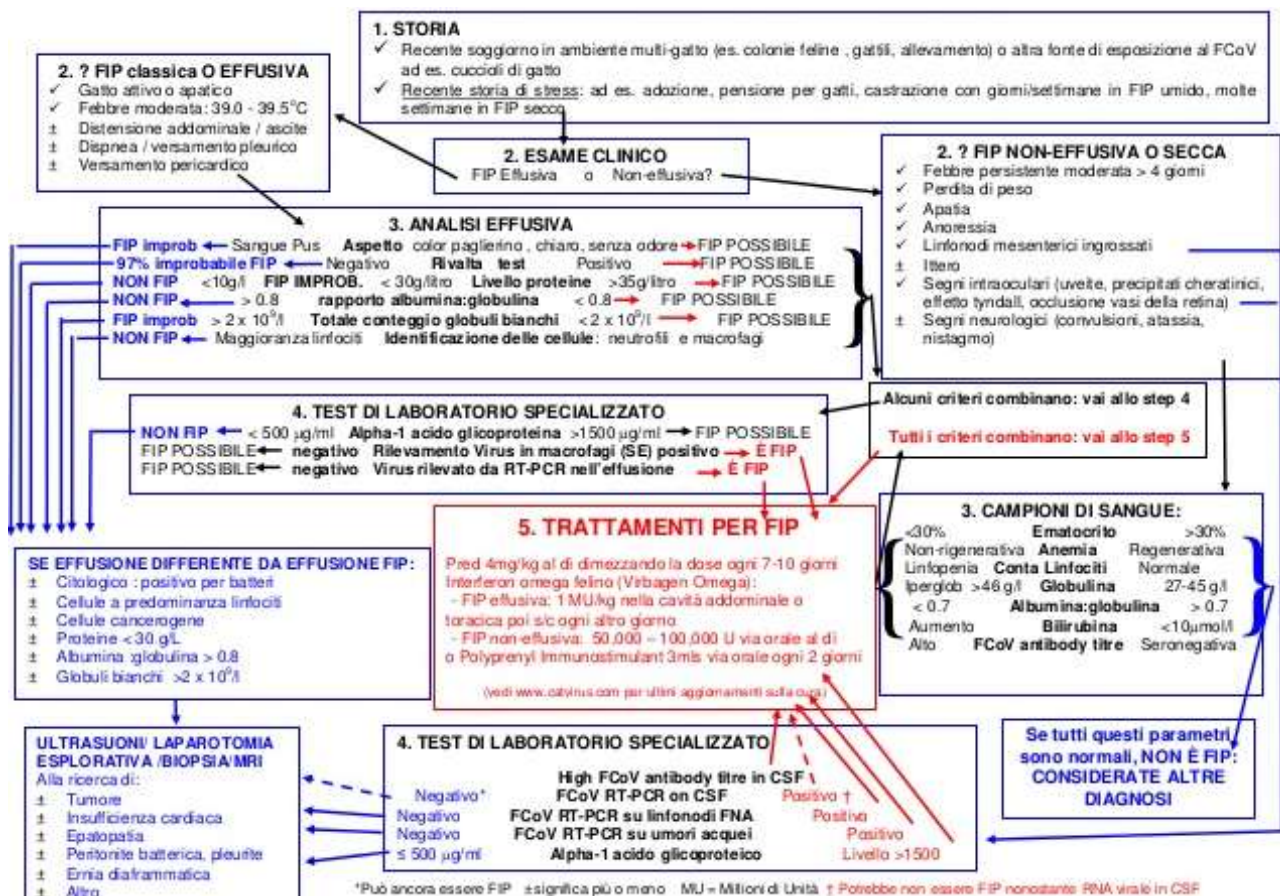 1. STORIA
✓ Recente soggiorno in ambiente multi-gatto (es. colonie feline , gattili, allevamento) o altra fonte di esposizione al FCoV
ad es. cuccioli di gatto
✓ Recente storia di stress: ad es. adozione, pensione per gatti, castrazione con giorni/settimane in FIP umido, molte
settimane in FIP secco
2. ? FIP classica O EFFUSIVA
✓ Gatto attivo o apatico
✓ Febbre moderata: 39.0 - 39.5°C
± Distensione addominale / ascite
± Dispnea / versamento pleurico
± Versamento pericardico
2. ESAME CLINICO
FIP Effusiva o Non-effusiva?
2. ? FIP NON-EFFUSIVA O SECCA
✓ Febbre persistente moderata > 4 giorni
✓ Perdita di peso
✓ Apatia
✓ Anoressia
✓ Linfonodi mesenterici ingrossati
± Ittero
✓ Segni intraoculari (uveite, precipitati cheratinici,
effetto tyndall, occlusione vasi della retina)
± Segni neurologici (convulsioni, atassia,
nistagmo)
3. ANALISI EFFUSIVA
FIP improb Sangue Pus Aspetto color paglierino , chiaro, senza odore FIP POSSIBILE
97% improbabile FIP Negativo Rivalta test Positivo FIP POSSIBILE
NON FIP <10g/l FIP IMPROB. < 30g/litro Livello proteine >35g/litro FIP POSSIBILE
NON FIP > 0.8 rapporto albumina:globulina < 0.8 FIP POSSIBILE
FIP improb > 2 x 10⁹/l Totale conteggio globuli bianchi <2 x 10⁹/l FIP POSSIBILE
NON FIP Maggioranza linfociti Identificazione delle cellule: neutrofili e macrofagi
Alcuni criteri combinano: vai allo step 4
Tutti i criteri combinano: vai allo step 5
4. TEST DI LABORATORIO SPECIALIZZATO
NON FIP < 500 µg/ml Alpha-1 acido glicoproteina >1500 µg/ml FIP POSSIBILE
FIP POSSIBILE negativo Rilevamento Virus in macrofagi (SE) positivo È FIP
FIP POSSIBILE negativo Virus rilevato da RT-PCR nell'effusione È FIP
3. CAMPIONI DI SANGUE:
<30% Ematocrito >30%
Non-rigenerativa Anemia Regenerativa
Linfopenia Conta Linfociti Normale
Iperglob >46 g/l Globulina 27-45 g/l
< 0.7 Albumina:globulina > 0.7
Aumento Bilirubina <10µmol/l
Alto FCoV antibody titre Seronegativa
5. TRATTAMENTI PER FIP
Pred 4mg/kg al di dimezzando la dose ogni 7-10 giorni
Interferon omega felino (Virbagen Omega):
- FIP effusiva: 1 MU/kg nella cavità addominale o
toracica poi s/c ogni altro giorno
- FIP non-effusiva: 50,000 – 100,000 U via orale al di
o Polyprenyl Immunostimulant 3mls via orale ogni 2 giorni
(vedi www.catvirus.com per ultimi aggiornamenti sulla cura)
SE EFFUSIONE DIFFERENTE DA EFFUSIONE FIP:
± Citologico : positivo per batteri
± Cellule a predominanza linfociti
± Cellule cancerogene
± Proteine < 30 g/L
± Albumina :globulina > 0.8
± Globuli bianchi >2 x 10⁹/l
Se tutti questi parametri
sono normali, NON È FIP:
CONSIDERATE ALTRE
DIAGNOSI
ULTRASUONI/ LAPAROTOMIA
ESPLORATIVA /BIOPSIA/MRI
Alla ricerca di:
± Tumore
± Insufficienza cardiaca
± Epatopatia
± Peritonite batterica, pleurite
± Ernia diaframmatica
± Altro
4. TEST DI LABORATORIO SPECIALIZZATO
High FCoV antibody titre in CSF
Negativo* FCoV RT-PCR on CSF Positivo †
Negativo FCoV RT-PCR su linfonodi FNA Positivo
Negativo FCoV RT-PCR su umori acquei Positivo
≤ 500 µg/ml Alpha-1 acido glicoproteico Livello >1500
*Può ancora essere FIP ±significa più o meno MU = Milioni di Unità † Potrebbe non essere FIP nonostante RNA virale in CSF